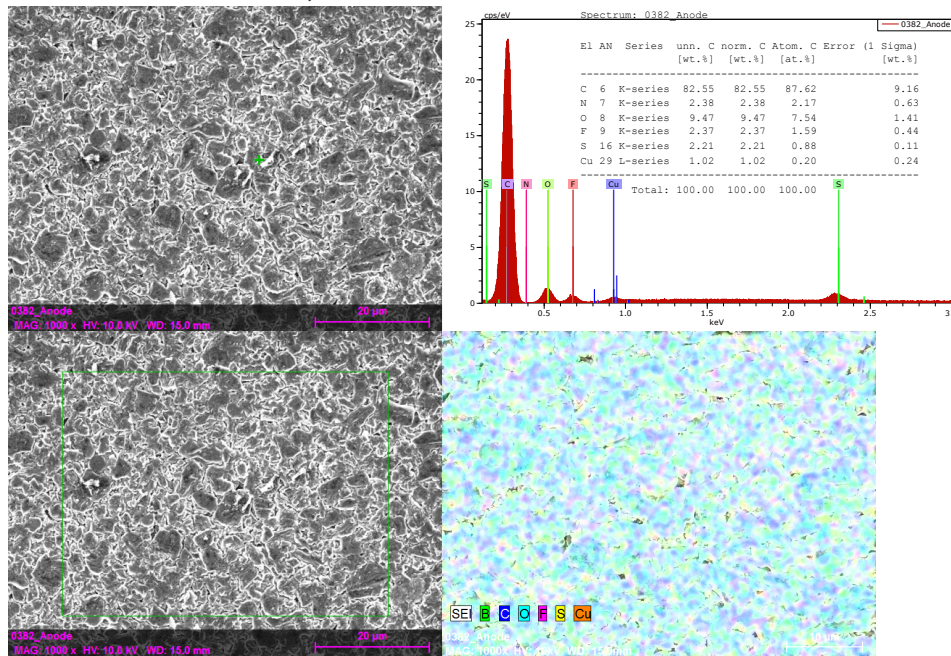 cps/eV
Spectrum: 0382_Anode
0382_Anode
El AN Series unn. C norm. C Atom. C Error (1 Sigma)
[wt.%] [wt.%] [at.%] [wt.%]
C 6 K-series 82.55 82.55 87.62 9.16
N 7 K-series 2.38 2.38 2.17 0.63
O 8 K-series 9.47 9.47 7.54 1.41
F 9 K-series 2.37 2.37 1.59 0.44
S 16 K-series 2.21 2.21 0.88 0.11
Cu 29 L-series 1.02 1.02 0.20 0.24
Total: 100.00 100.00 100.00
25
20
15
10
5
0
S C N O F Cu S
0.5 1.0 1.5 2.0 2.5 3.
keV
0382_Anode
20 µm
MAG: 1000 x HV: 10.0 kV WD: 15.0 mm
0382_Anode
20 µm
MAG: 1000 x HV: 10.0 kV WD: 15.0 mm
SEI B C O F S Cu
0382_Anode
MAG: 1000x HV: